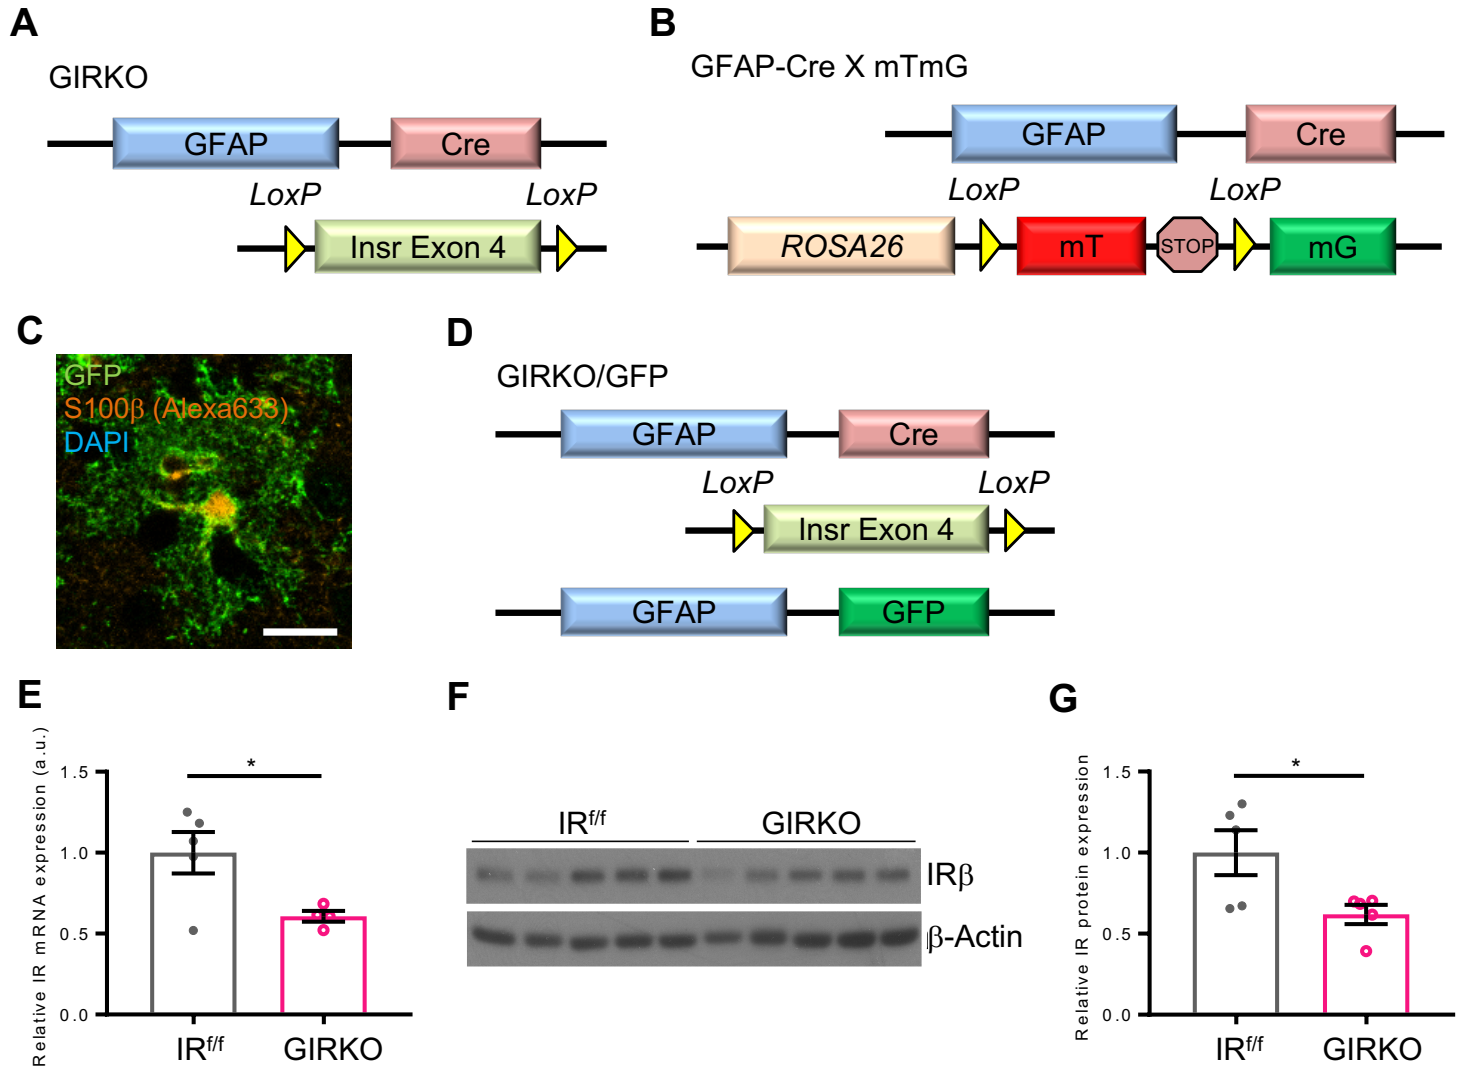 A
GIRKO
GFAP
Cre
LoxP
LoxP
Insr Exon 4
B
GFAP-Cre X mTmG
GFAP
Cre
LoxP
LoxP
ROSA26
mT
STOP
mG
C
GFP
S100β (Alexa633)
DAPI
D
GIRKO/GFP
GFAP
Cre
LoxP
LoxP
Insr Exon 4
GFAP
GFP
E
Relative IR mRNA expression (a.u.)
1.5
1.0
0.5
0.0
*
IRf/f
GIRKO
F
IRf/f
GIRKO
IRβ
β-Actin
G
Relative IR protein expression
1.5
1.0
0.5
0.0
*
IRf/f
GIRKO